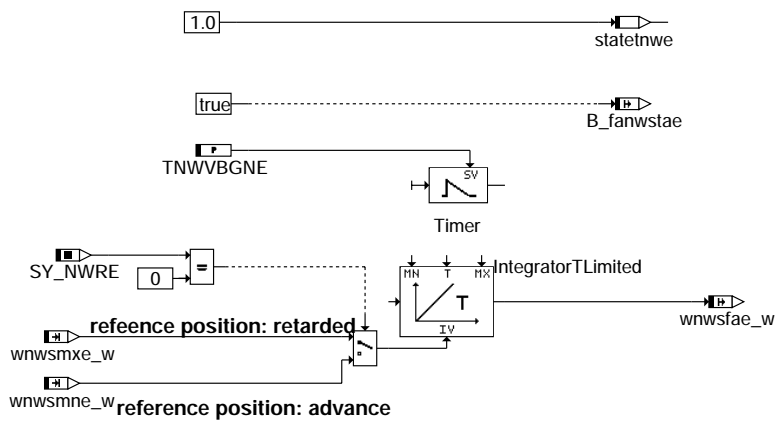 1.0
statetnwe
true
B_fanwstae
TNWVBGNE
SV
Timer
SY_NWRE
0
=
MN T MX
IntegratorTLimited
T
IV
wnwsfae_w
refeence position: retarded
wnwsmxe_w
wnwsmne_w
reference position: advance